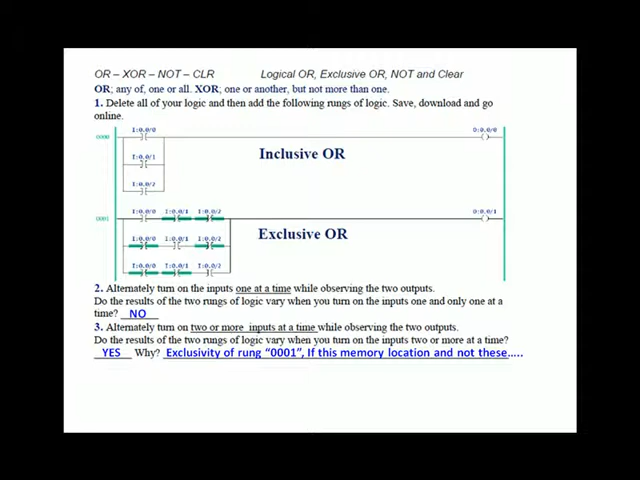 OR – XOR – NOT – CLR Logical OR, Exclusive OR, NOT and Clear
OR; any of, one or all. XOR; one or another, but not more than one.
1. Delete all of your logic and then add the following rungs of logic. Save, download and go
online.
I:0.0/0 O:0.0/0
0000
I:0.0/1
Inclusive OR
I:0.0/2
I:0.0/0 I:0.0/1 I:0.0/2 O:0.0/1
0001
Exclusive OR
I:0.0/0 I:0.0/1 I:0.0/2
I:0.0/0 I:0.0/1 I:0.0/2
2. Alternately turn on the inputs one at a time while observing the two outputs.
Do the results of the two rungs of logic vary when you turn on the inputs one and only one at a
time? NO
3. Alternately turn on two or more inputs at a time while observing the two outputs.
Do the results of the two rungs of logic vary when you turn on the inputs two or more at a time?
YES Why? Exclusivity of rung “0001”, If this memory location and not these…..